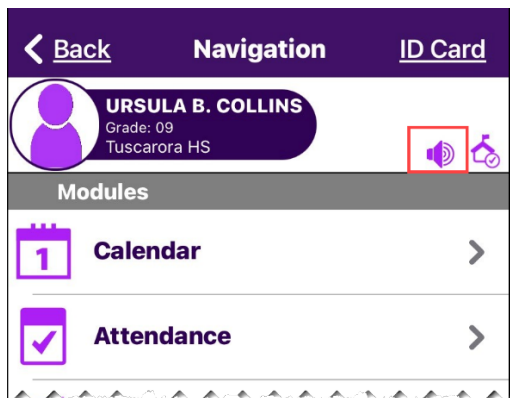 Back Navigation ID Card
URSULA B. COLLINS
Grade: 09
Tuscarora HS
Modules
1 Calendar
Attendance